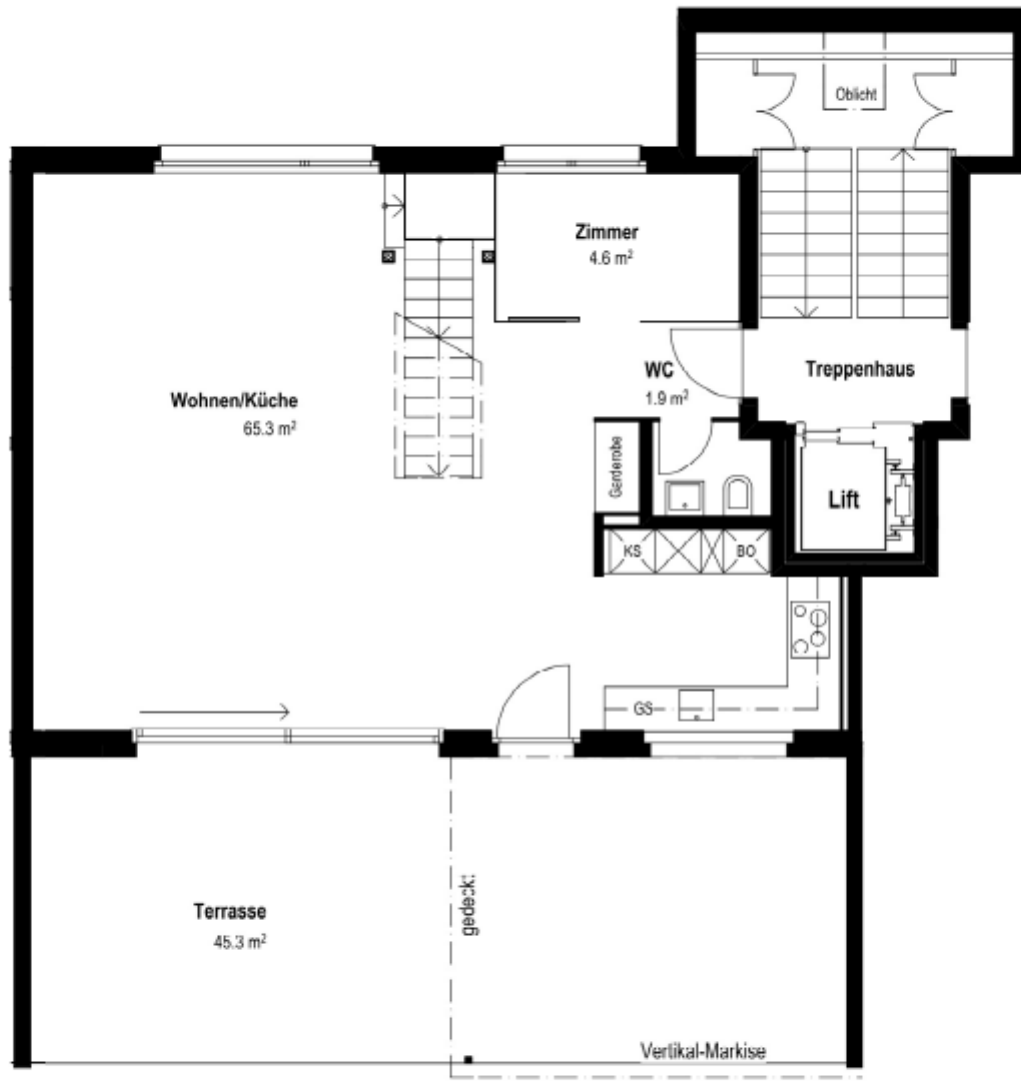 Oblicht
Zimmer
4.6 m²
Treppenhaus
WC
1.9 m²
Wohnen/Küche
65.3 m²
Garderobe
Lift
KS
BO
GS
Terrasse
45.3 m²
gedeckt
Vertikal-Markise